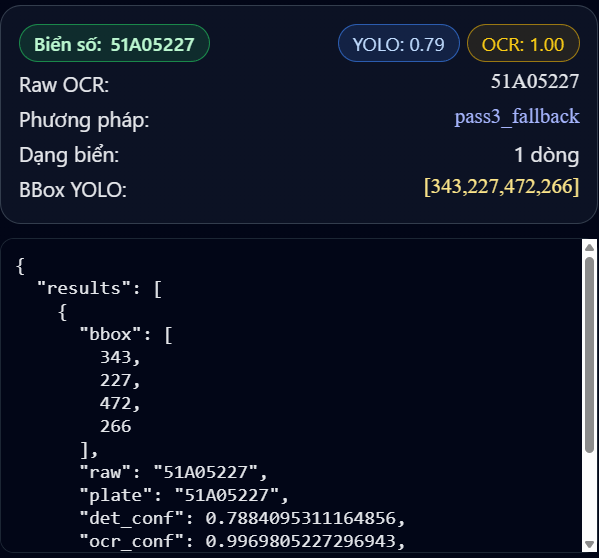 Biển số: 51A05227 YOLO: 0.79 OCR: 1.00
Raw OCR: 51A05227
Phương pháp: pass3_fallback
Dạng biển: 1 dòng
BBox YOLO: [343,227,472,266]
{
  "results": [
    {
      "bbox": [
        343,
        227,
        472,
        266
      ],
      "raw": "51A05227",
      "plate": "51A05227",
      "det_conf": 0.7884095311164856,
      "ocr_conf": 0.9969805227296943,